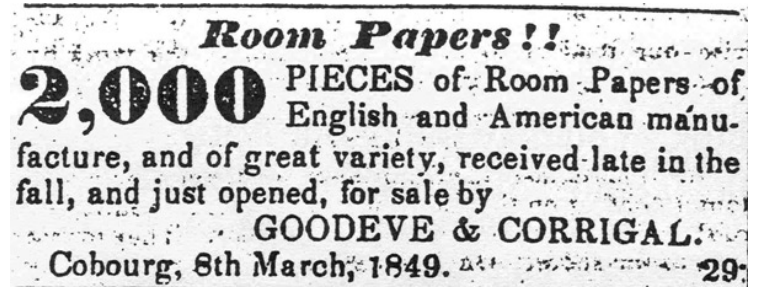 Room Papers!!
2,000 PIECES of Room Papers of
English and American manu-
facture, and of great variety, received late in the
fall, and just opened, for sale by
GOODEVE & CORRIGAL.
Cobourg, 8th March, 1849. 29